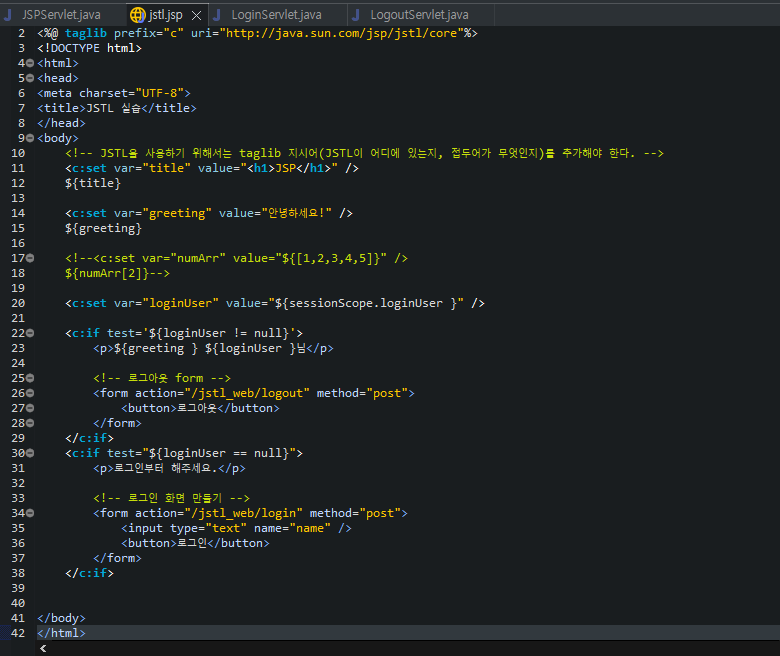 JSPServlet.java jstl.jsp LoginServlet.java LogoutServlet.java
2 <%@ taglib prefix="c" uri="http://java.sun.com/jsp/jstl/core"%>
3 <!DOCTYPE html>
4 <html>
5 <head>
6 <meta charset="UTF-8">
7 <title>JSTL 실습</title>
8 </head>
9 <body>
10 <!-- JSTL을 사용하기 위해서는 taglib 지시어(JSTL이 어디에 있는지, 접두어가 무엇인지)를 추가해야 한다. -->
11 <c:set var="title" value="<h1>JSP</h1>" />
12 ${title}
13
14 <c:set var="greeting" value="안녕하세요!" />
15 ${greeting}
16
17 <!--<c:set var="numArr" value="${[1,2,3,4,5]}" />
18 ${numArr[2]}-->
19
20 <c:set var="loginUser" value="${sessionScope.loginUser }" />
21
22 <c:if test='${loginUser != null}'>
23 <p>${greeting } ${loginUser }님</p>
24
25 <!-- 로그아웃 form -->
26 <form action="/jstl_web/logout" method="post">
27 <button>로그아웃</button>
28 </form>
29 </c:if>
30 <c:if test="${loginUser == null}">
31 <p>로그인부터 해주세요.</p>
32
33 <!-- 로그인 화면 만들기 -->
34 <form action="/jstl_web/login" method="post">
35 <input type="text" name="name" />
36 <button>로그인</button>
37 </form>
38 </c:if>
39
40
41 </body>
42 </html>